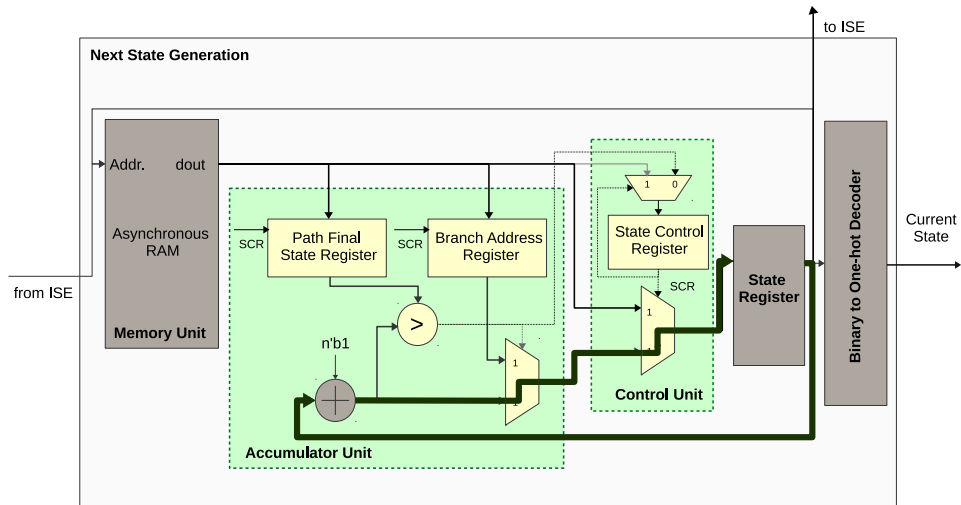 to ISE
Next State Generation
Addr. dout
Asynchronous
RAM
Memory Unit
from ISE
SCR
Path Final
State Register
SCR
Branch Address
Register
>
n'b1
1
1
Accumulator Unit
1 0
State Control
Register
SCR
1
Control Unit
State
Register
Binary to One-hot Decoder
Current
State